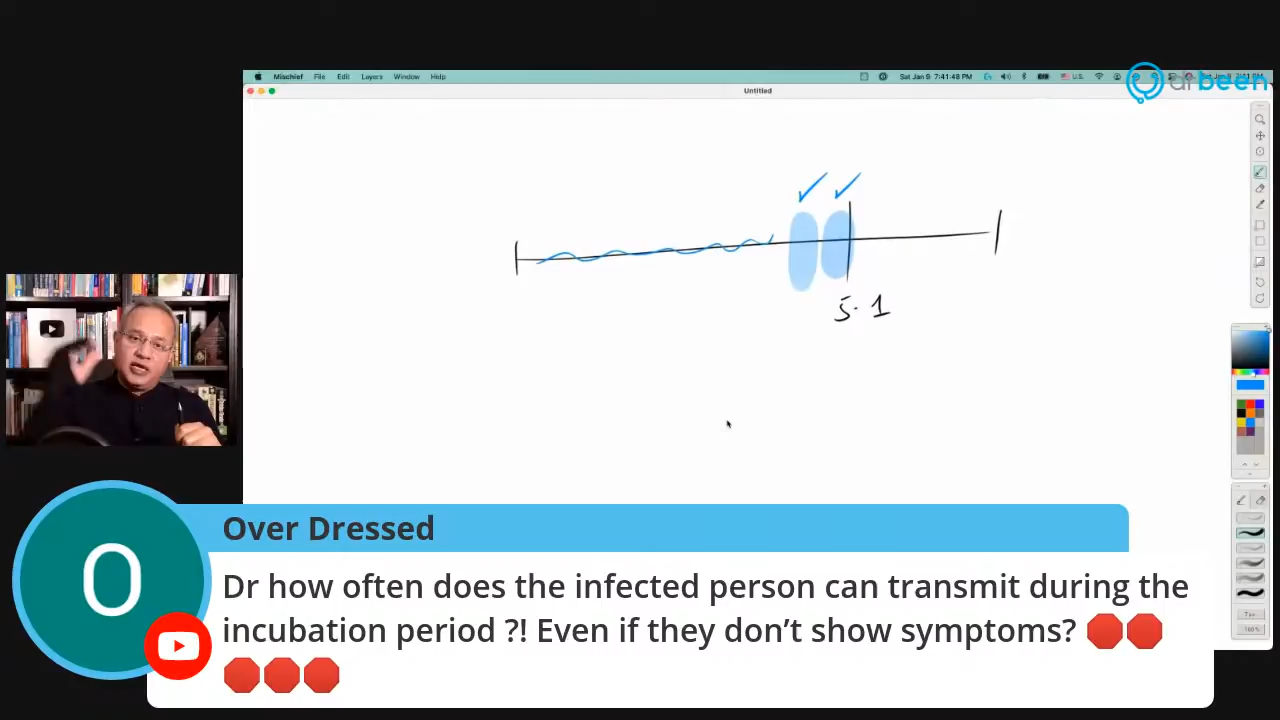 Mischief File Edit Layers Window Help
Sat Jan 9 7:41:48 PM
U.S.
Untitled
drbeen
5.1
O
Over Dressed
Dr how often does the infected person can transmit during the
incubation period ?! Even if they don’t show symptoms? 🛑🛑
🛑🛑🛑